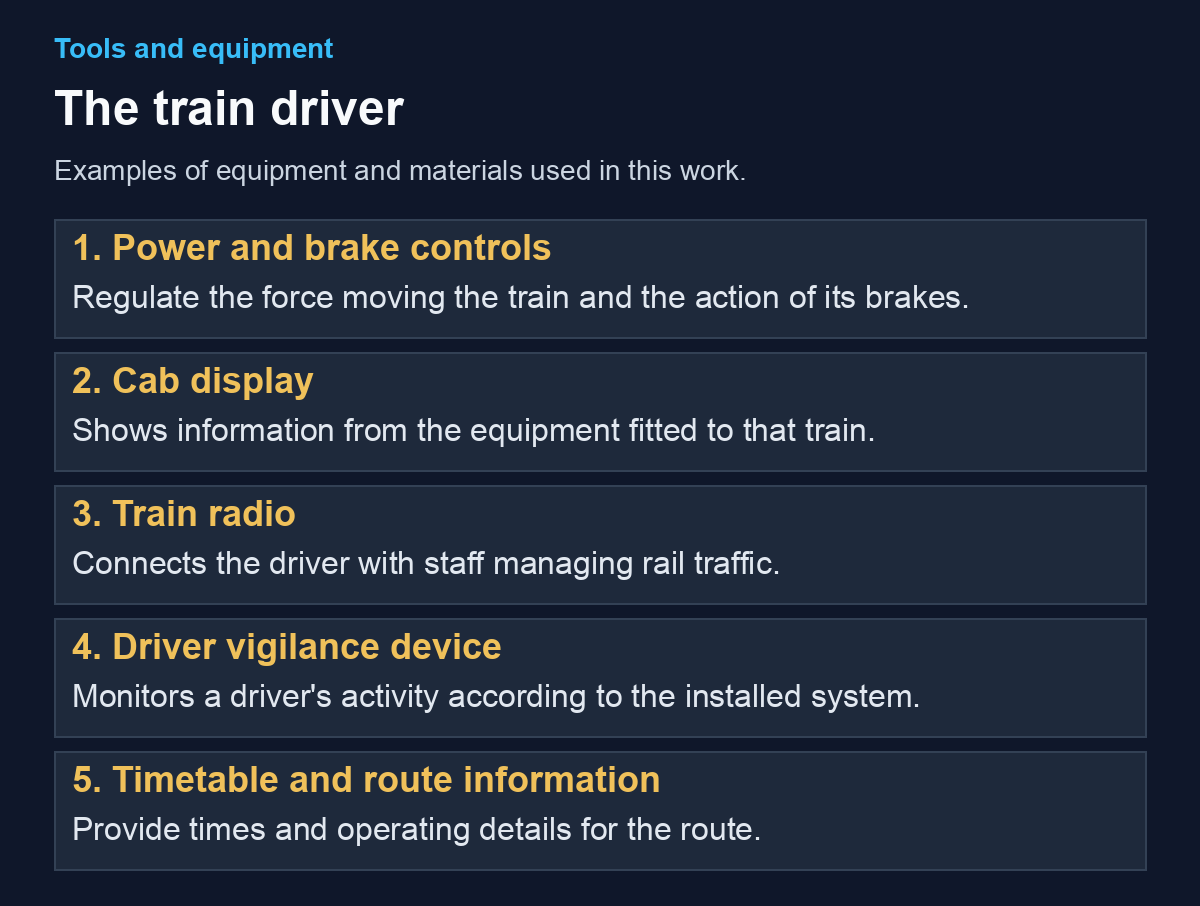 Tools and equipment
The train driver
Examples of equipment and materials used in this work.
1. Power and brake controls
Regulate the force moving the train and the action of its brakes.
2. Cab display
Shows information from the equipment fitted to that train.
3. Train radio
Connects the driver with staff managing rail traffic.
4. Driver vigilance device
Monitors a driver's activity according to the installed system.
5. Timetable and route information
Provide times and operating details for the route.